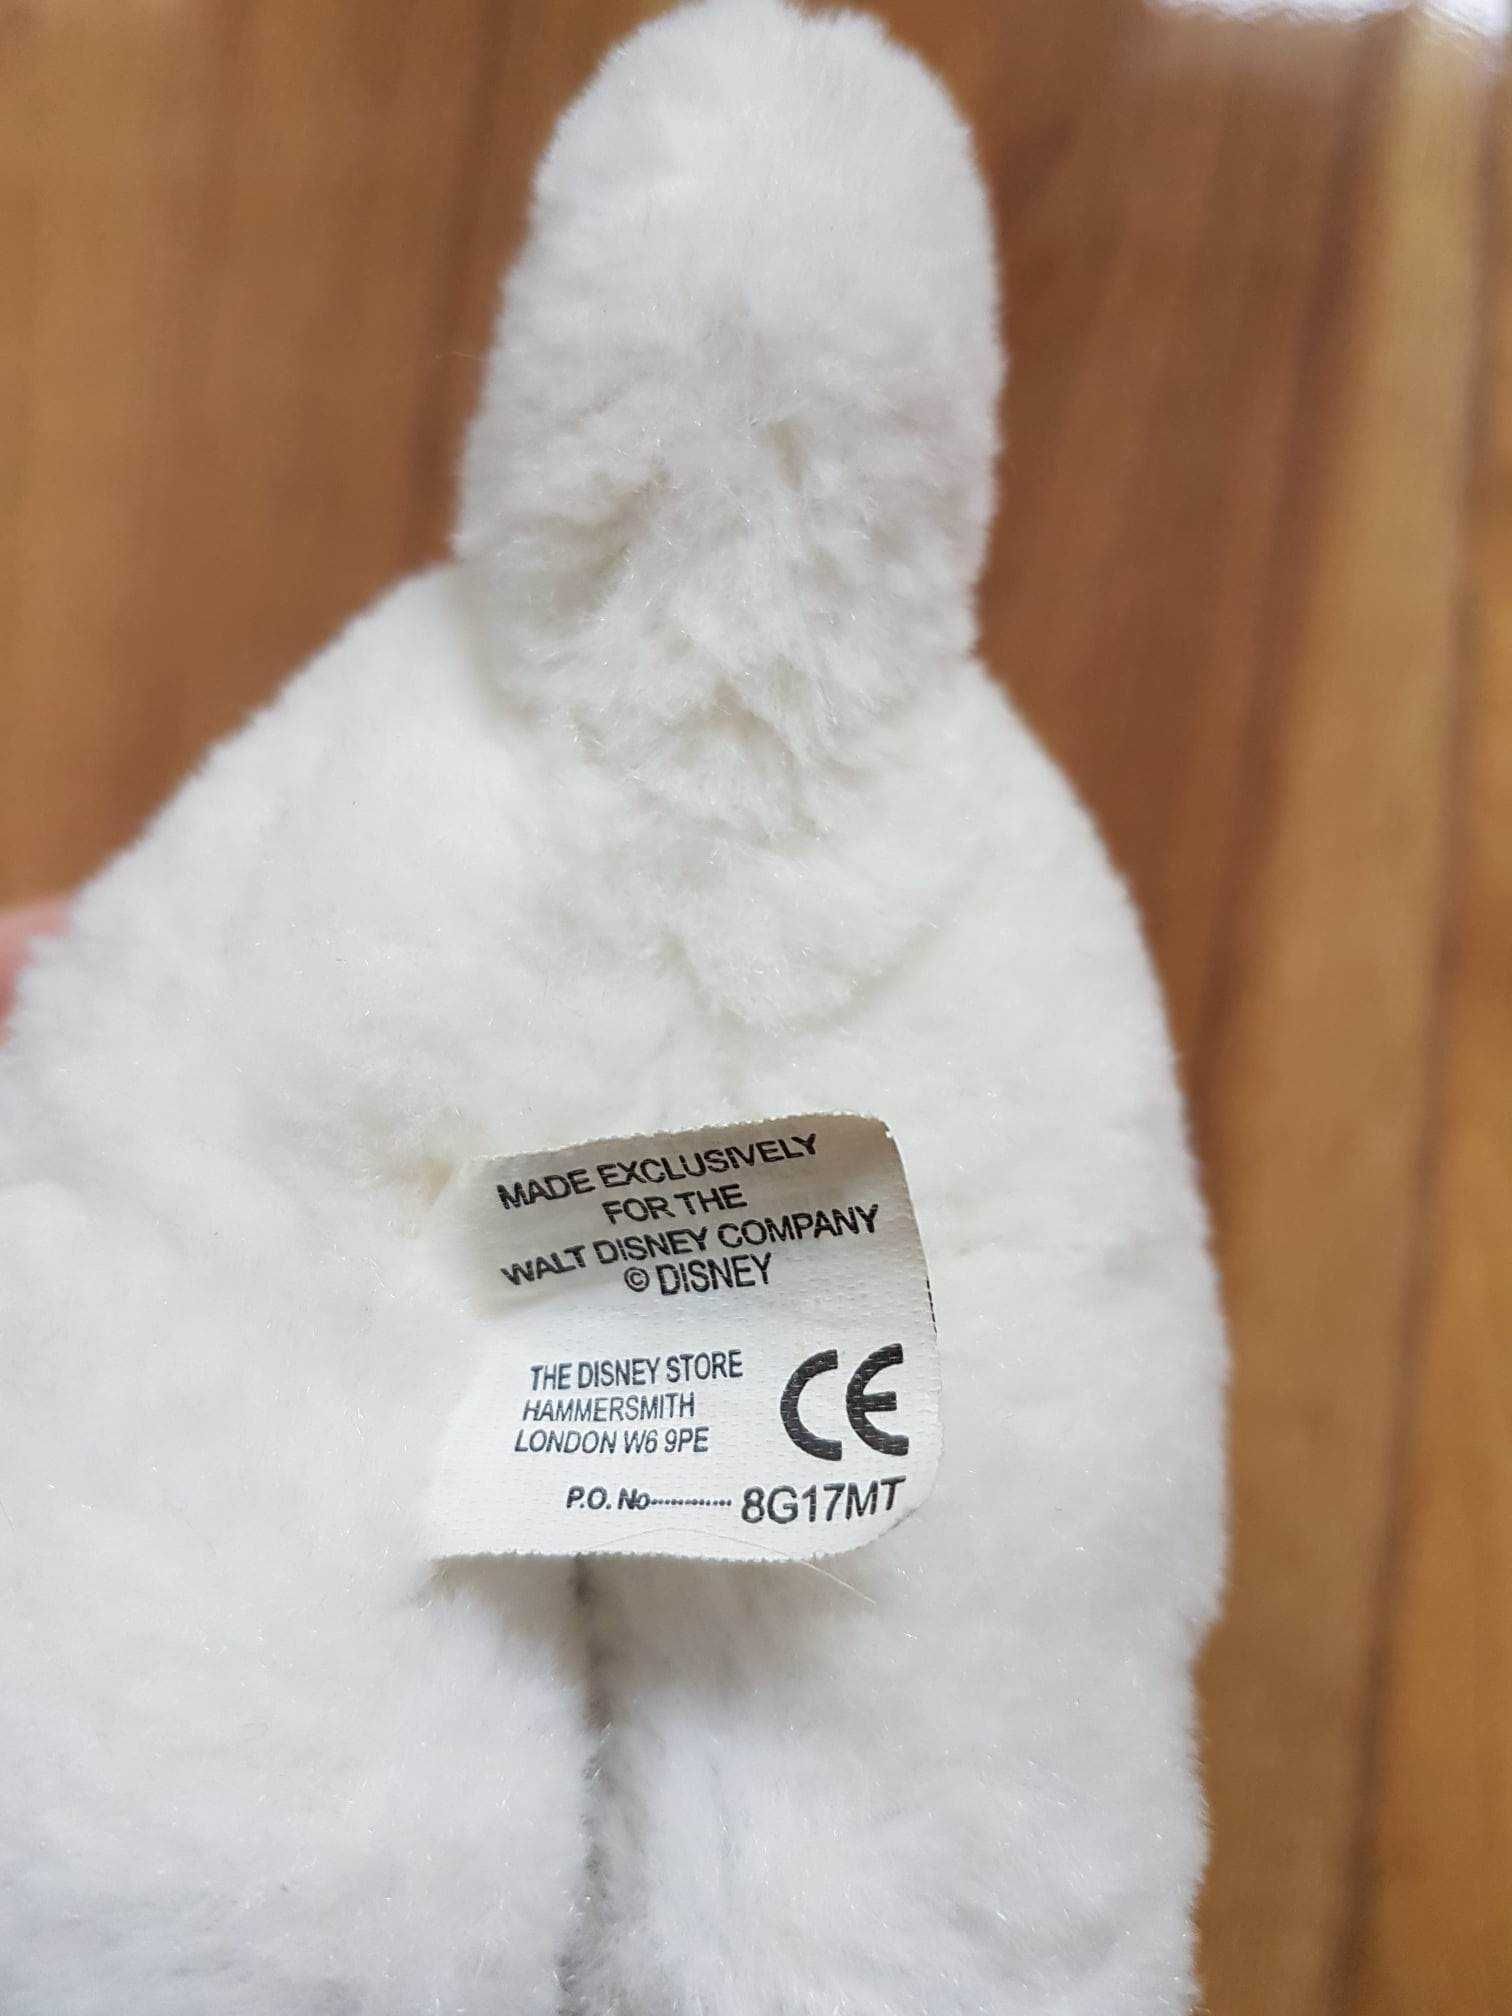 MADE EXCLUSIVELY
FOR THE
WALT DISNEY COMPANY
© DISNEY
THE DISNEY STORE
HAMMERSMITH
LONDON W6 9PE
CE
P.O. No............ 8G17MT